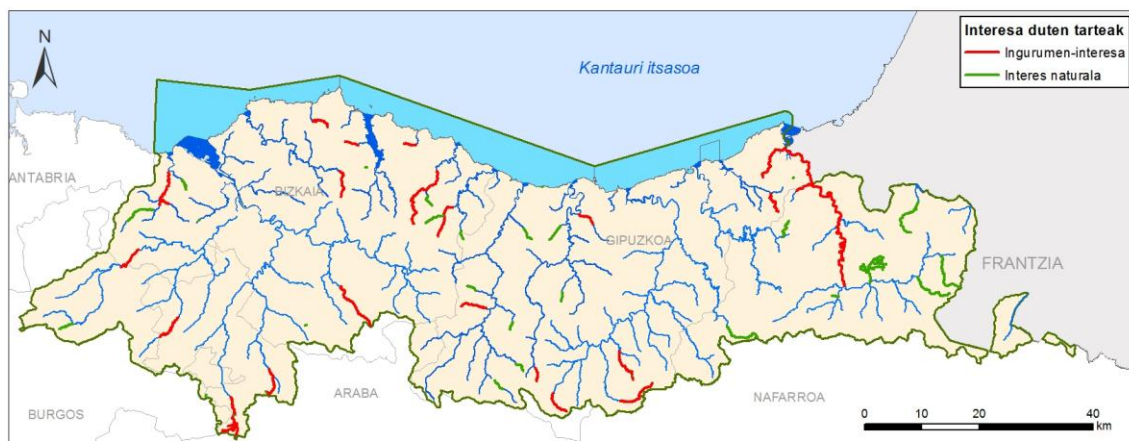 N
Kantauri itsasoa
Interesa duten tarteak
Ingurumen-interesa
Interes naturala
ANTABRIA
BIZKAIA
GIPUZKOA
FRANTZIA
ARABA
NAFARROA
BURGOS
0 10 20 40
km